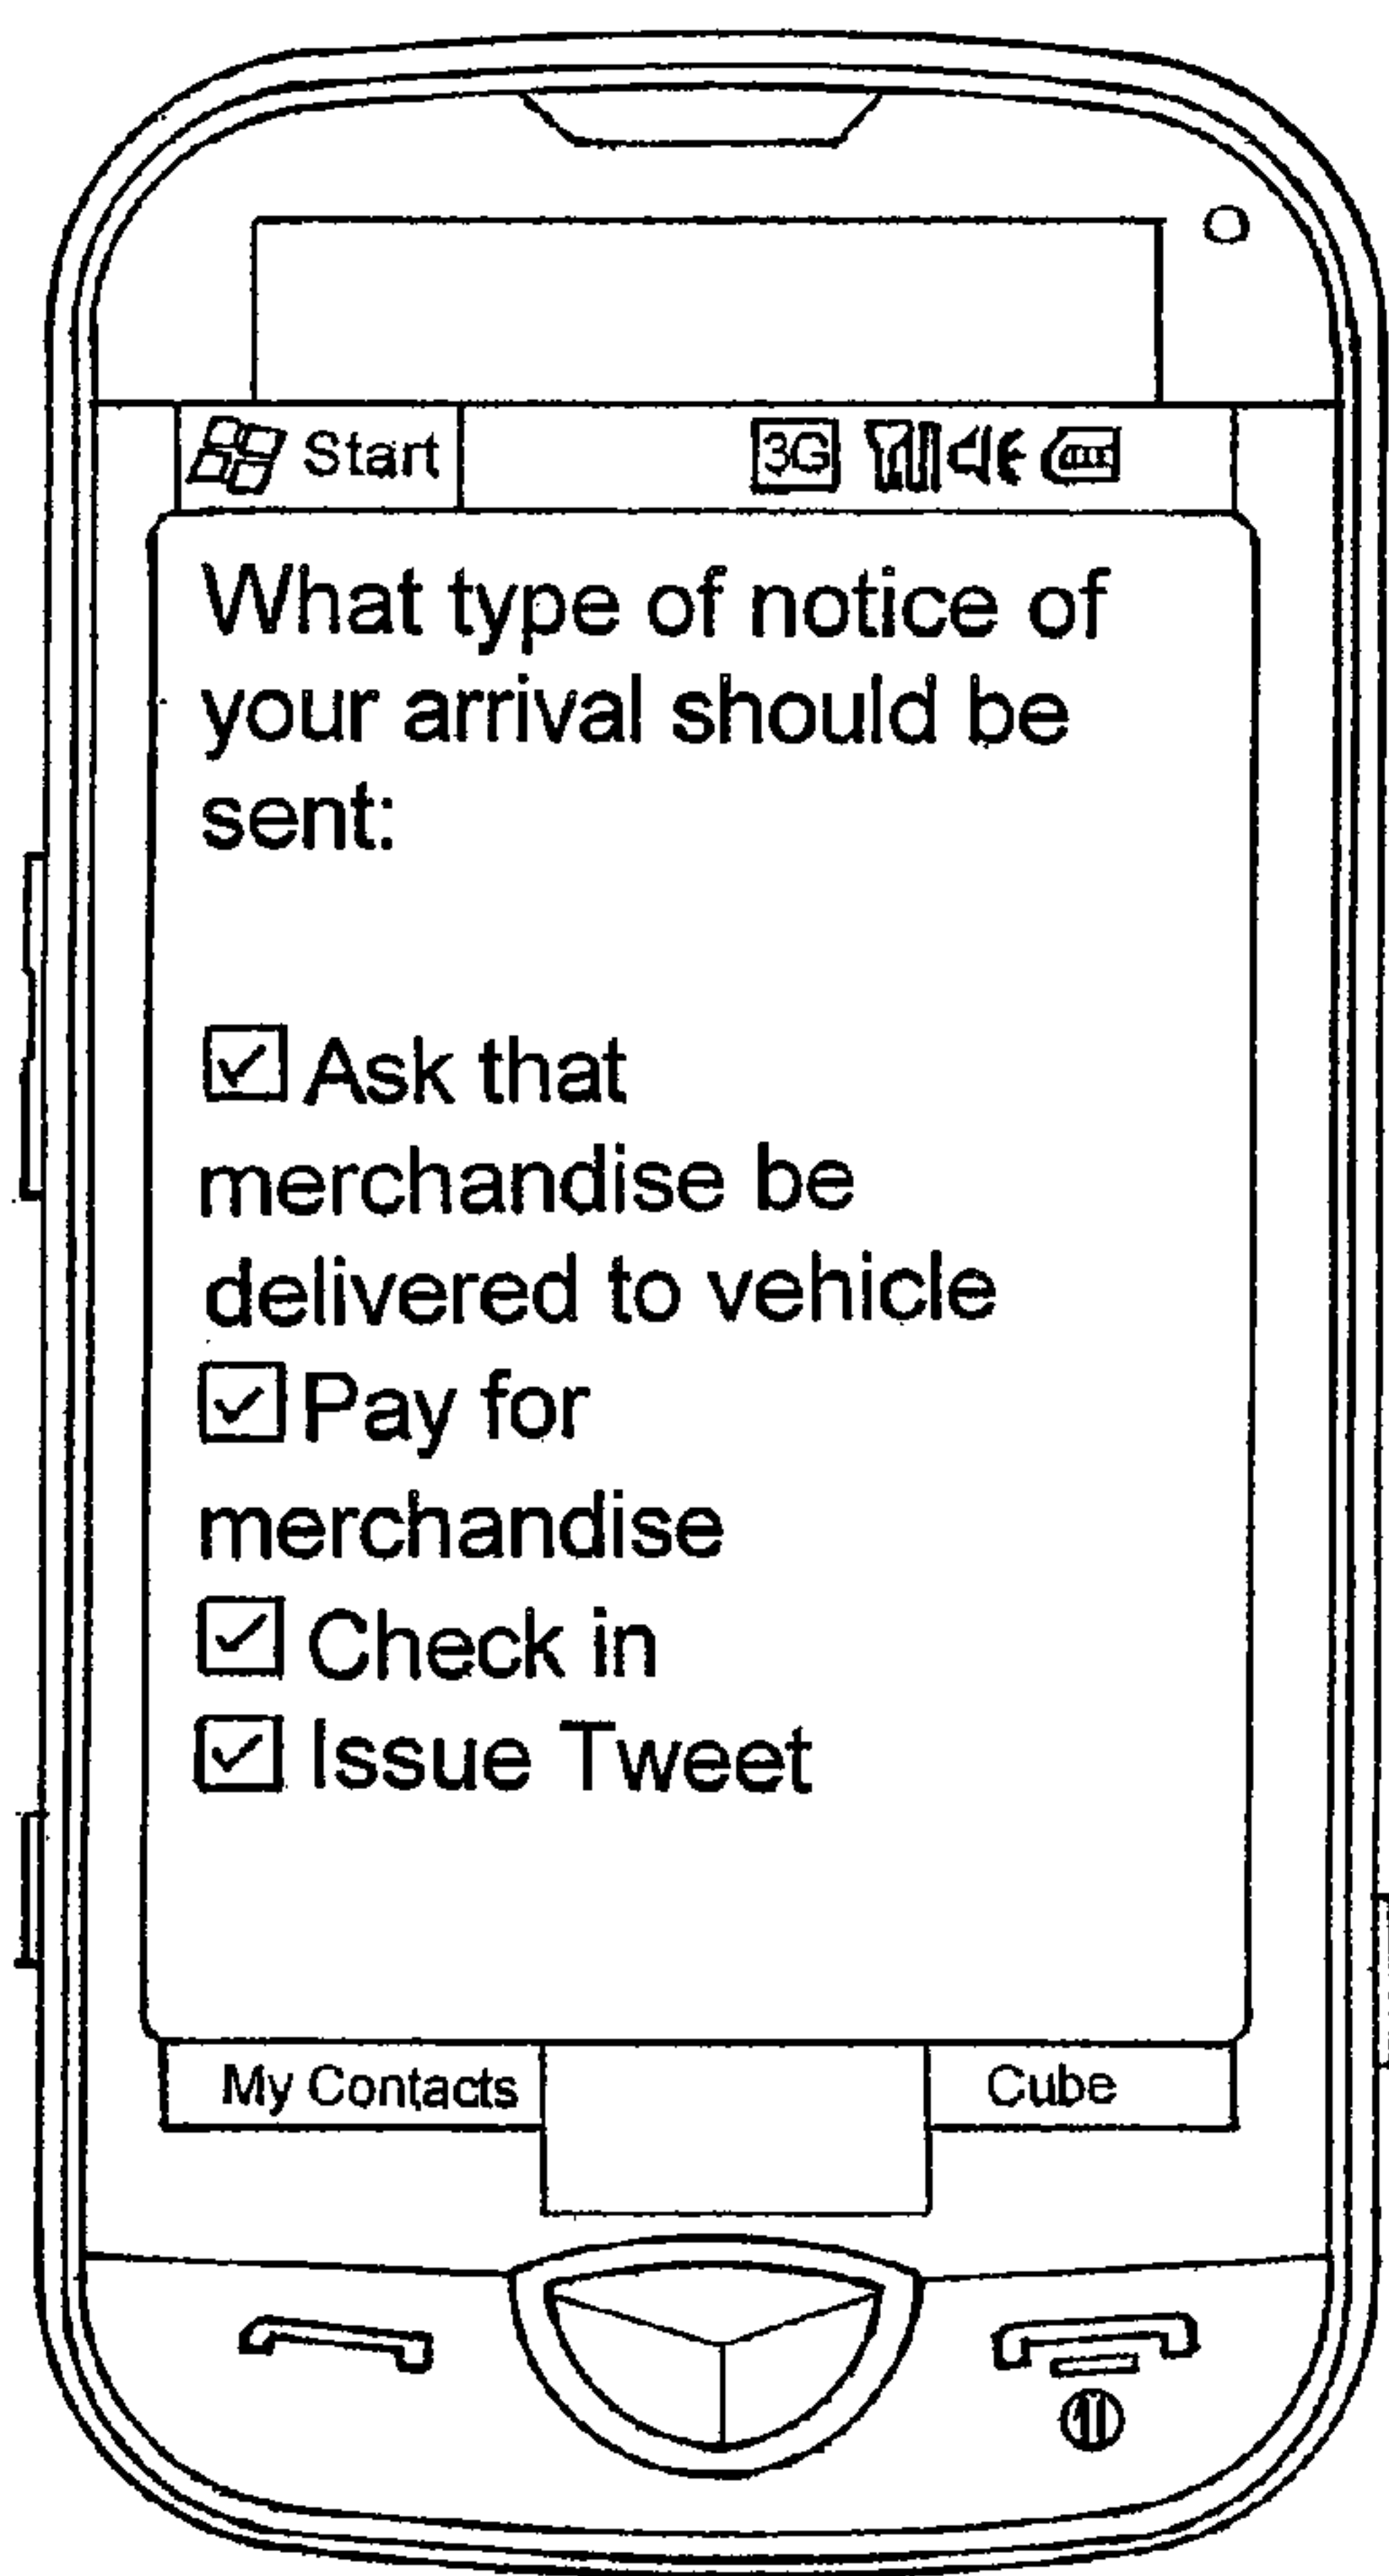 Start 3G
What type of notice of
your arrival should be
sent:
Ask that
merchandise be
delivered to vehicle
Pay for
merchandise
Check in
Issue Tweet
My Contacts Cube